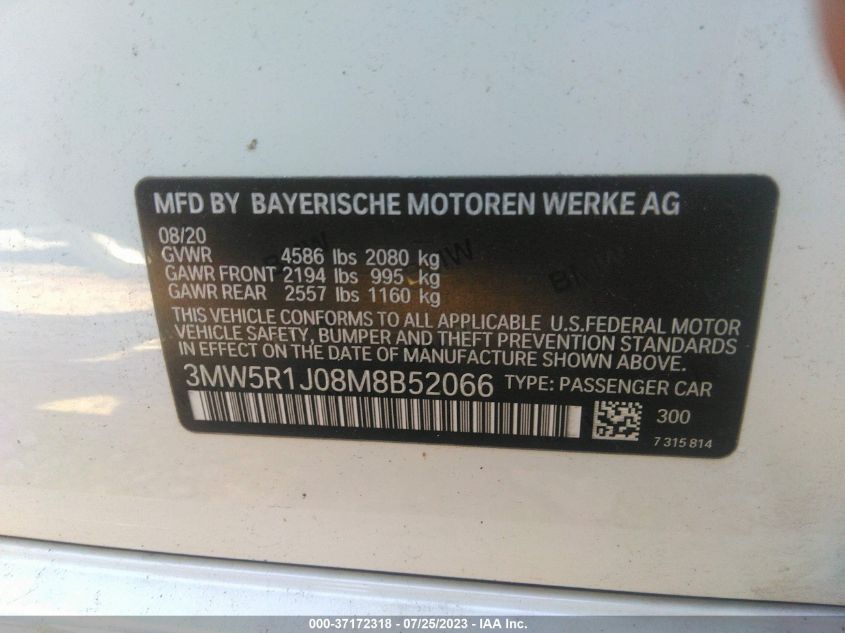 MFD BY BAYERISCHE MOTOREN WERKE AG
08/20
GVWR 4586 lbs 2080 kg
GAWR FRONT 2194 lbs 995 kg
GAWR REAR 2557 lbs 1160 kg
THIS VEHICLE CONFORMS TO ALL APPLICABLE U.S.FEDERAL MOTOR
VEHICLE SAFETY, BUMPER AND THEFT PREVENTION STANDARDS
IN EFFECT ON THE DATE OF MANUFACTURE SHOWN ABOVE.
3MW5R1J08M8B52066 TYPE: PASSENGER CAR
300
7 315 814
BMW BMW BMW
000-37172318 - 07/25/2023 - IAA Inc.